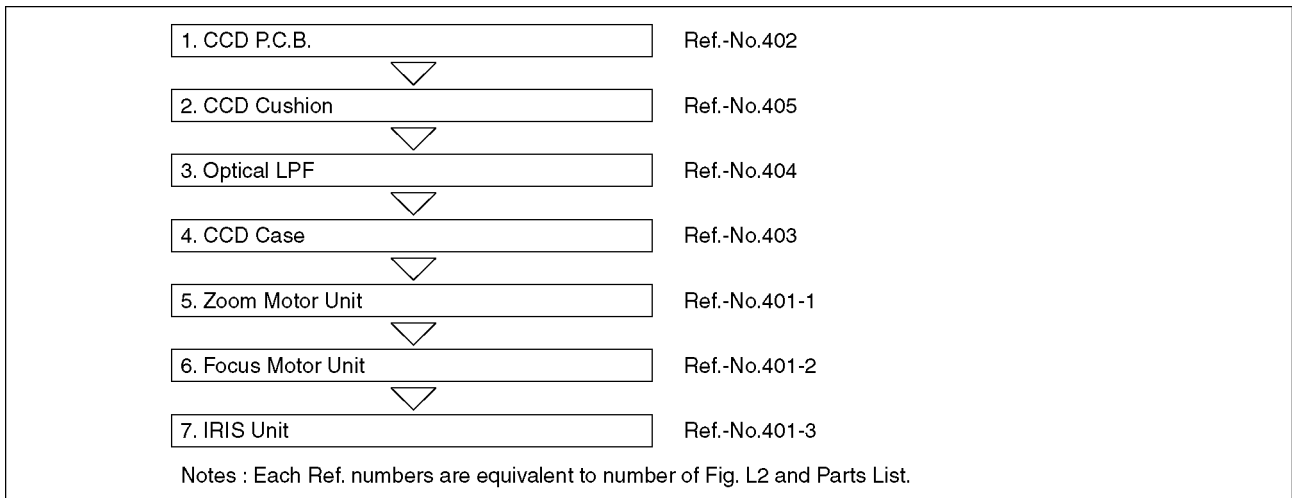 1. CCD P.C.B. Ref.-No.402
2. CCD Cushion Ref.-No.405
3. Optical LPF Ref.-No.404
4. CCD Case Ref.-No.403
5. Zoom Motor Unit Ref.-No.401-1
6. Focus Motor Unit Ref.-No.401-2
7. IRIS Unit Ref.-No.401-3
Notes : Each Ref. numbers are equivalent to number of Fig. L2 and Parts List.